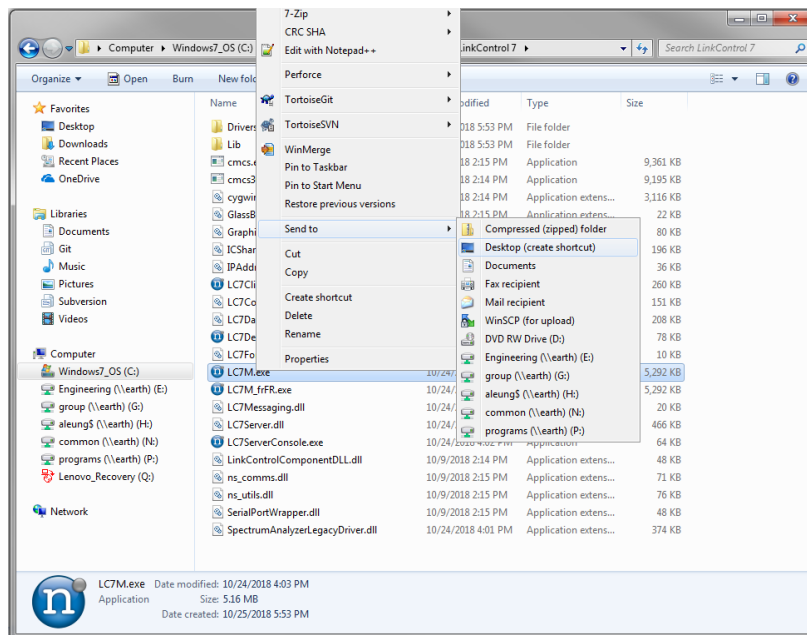 Computer ▸ Windows7_OS (C:)
LinkControl 7
Search LinkControl 7
Organize
Open
Burn
Favorites
Desktop
Downloads
Recent Places
OneDrive
Libraries
Documents
Git
Music
Pictures
Subversion
Videos
Computer
Windows7_OS (C:)
Engineering (\\earth) (E:)
group (\\earth) (G:)
aleung$ (\\earth) (H:)
common (\\earth) (N:)
programs (\\earth) (P:)
Lenovo_Recovery (Q:)
Network
7-Zip
CRC SHA
Edit with Notepad++
Perforce
TortoiseGit
TortoiseSVN
WinMerge
Pin to Taskbar
Pin to Start Menu
Restore previous versions
Send to
Cut
Copy
Create shortcut
Delete
Rename
Properties
Compressed (zipped) folder
Desktop (create shortcut)
Documents
Fax recipient
Mail recipient
WinSCP (for upload)
DVD RW Drive (D:)
Engineering (\\earth) (E:)
group (\\earth) (G:)
aleung$ (\\earth) (H:)
common (\\earth) (N:)
programs (\\earth) (P:)
Name Type Size
Drivers 5:53 PM File folder
Lib 5:53 PM File folder
2:15 PM Application 9,361 KB
2:14 PM Application 9,195 KB
2:14 PM Application extens... 3,116 KB
2:15 PM Application extens... 22 KB
80 KB
196 KB
36 KB
260 KB
151 KB
208 KB
78 KB
10 KB
LC7M.exe 5,292 KB
LC7M_frFR.exe 5,292 KB
LC7Messaging.dll 20 KB
LC7Server.dll 466 KB
LC7ServerConsole.exe 10/24/2018 4:02 PM Application 64 KB
LinkControlComponentDLL.dll 10/9/2018 2:14 PM Application extens... 48 KB
ns_comms.dll 10/9/2018 2:15 PM Application extens... 71 KB
ns_utils.dll 10/9/2018 2:15 PM Application extens... 76 KB
SerialPortWrapper.dll 10/9/2018 2:15 PM Application extens... 48 KB
SpectrumAnalyzerLegacyDriver.dll 10/24/2018 4:01 PM Application extens... 374 KB
LC7M.exe Date modified: 10/24/2018 4:03 PM
Application Size: 5.16 MB
Date created: 10/25/2018 5:53 PM
n